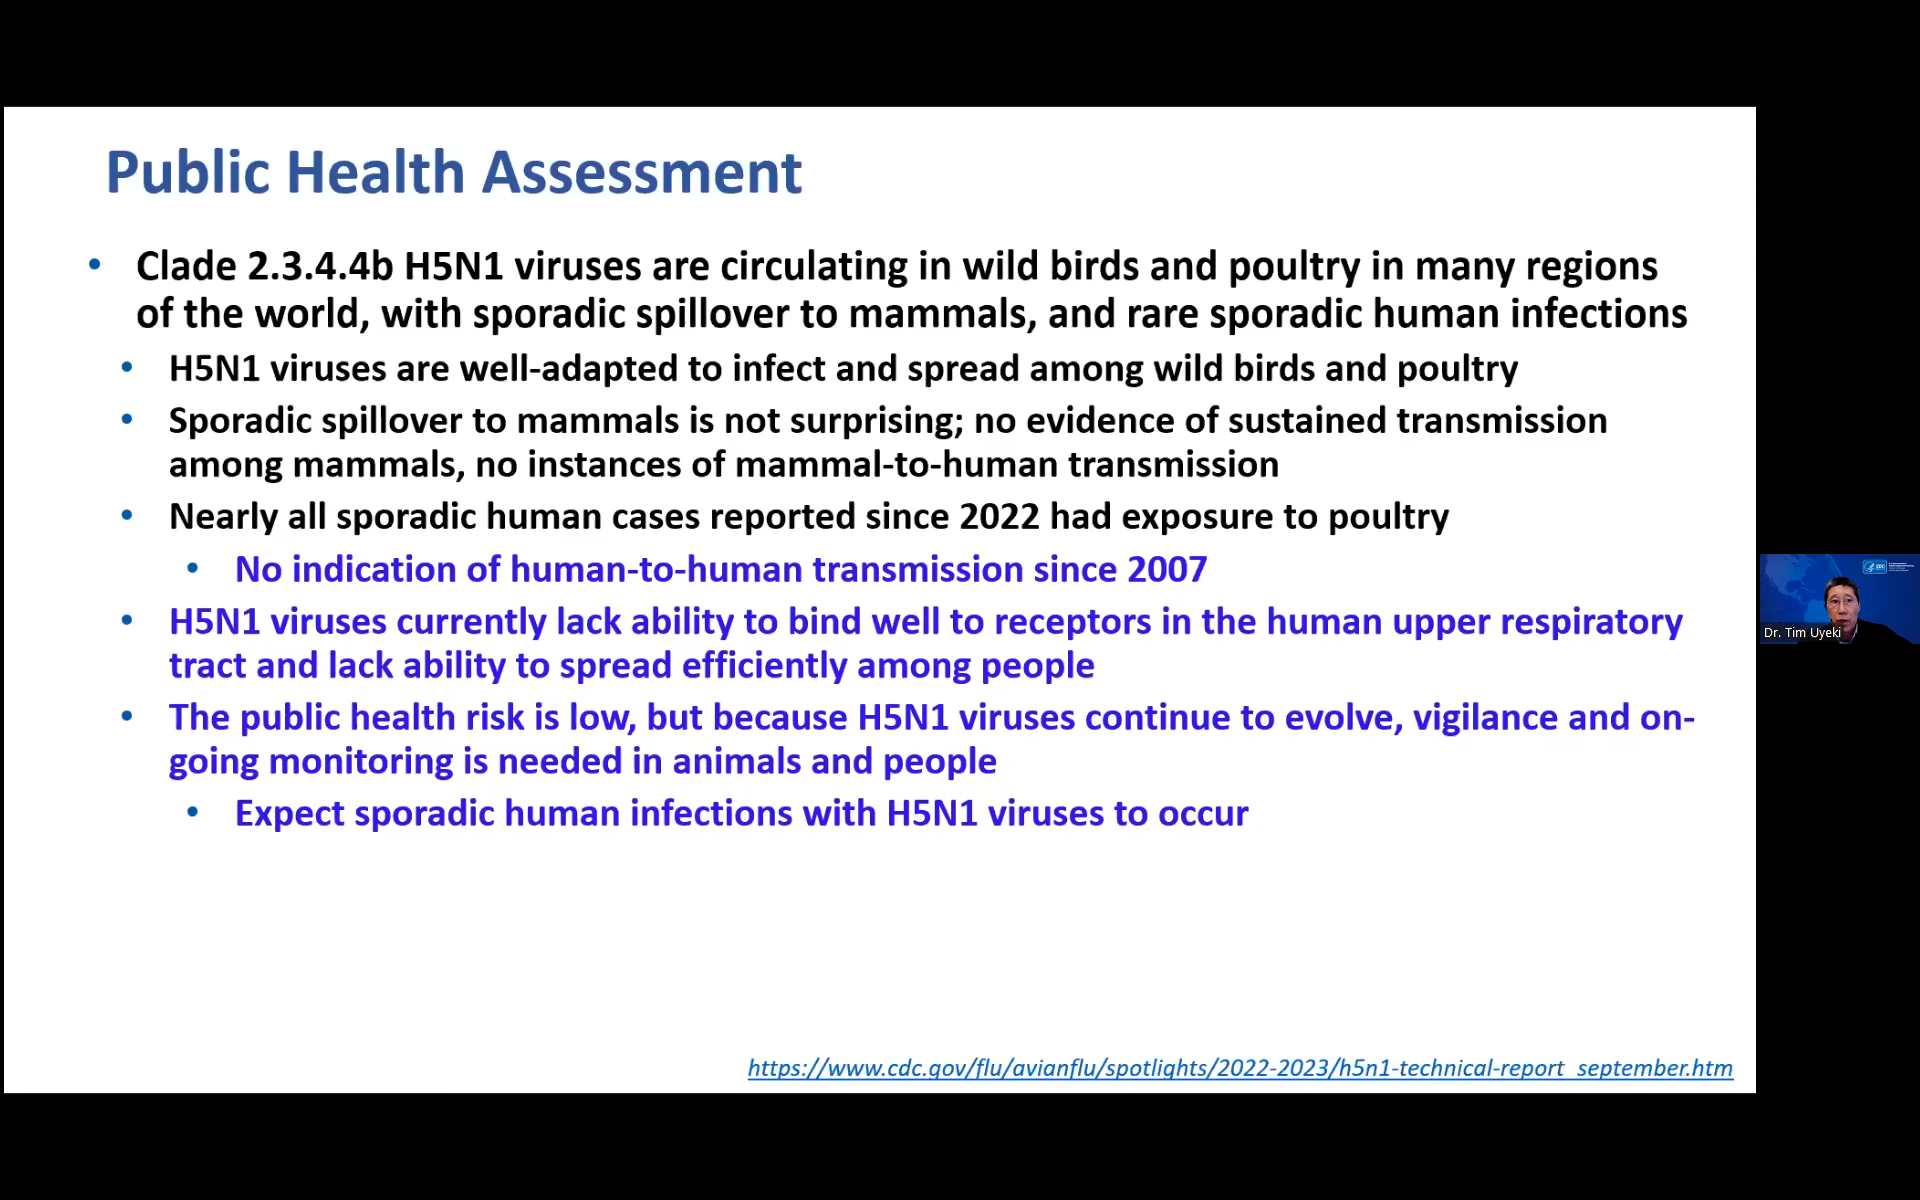 Public Health Assessment
• Clade 2.3.4.4b H5N1 viruses are circulating in wild birds and poultry in many regions
of the world, with sporadic spillover to mammals, and rare sporadic human infections
• H5N1 viruses are well-adapted to infect and spread among wild birds and poultry
• Sporadic spillover to mammals is not surprising; no evidence of sustained transmission
among mammals, no instances of mammal-to-human transmission
• Nearly all sporadic human cases reported since 2022 had exposure to poultry
• No indication of human-to-human transmission since 2007
• H5N1 viruses currently lack ability to bind well to receptors in the human upper respiratory
tract and lack ability to spread efficiently among people
• The public health risk is low, but because H5N1 viruses continue to evolve, vigilance and on-
going monitoring is needed in animals and people
• Expect sporadic human infections with H5N1 viruses to occur
https://www.cdc.gov/flu/avianflu/spotlights/2022-2023/h5n1-technical-report_september.htm
CDC
Dr. Tim Uyeki